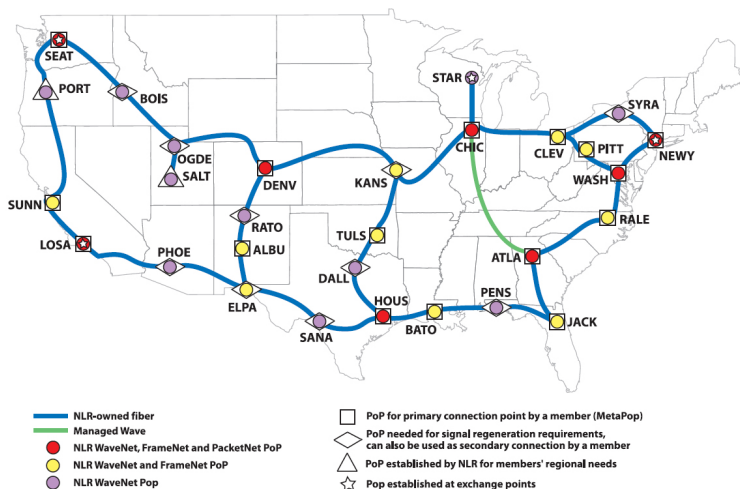 SEAT
PORT
BOIS
STAR
SYRA
OGDE
SALT
DENV
CHIC
CLEV
PITT
NEWY
KANS
WASH
SUNN
RATO
RALE
LOSA
PHOE
ALBU
TULS
DALL
ATLA
ELPA
HOUS
PENS
SANA
BATO
JACK
NLR-owned fiber
Managed Wave
NLR WaveNet, FrameNet and PacketNet PoP
NLR WaveNet and FrameNet PoP
NLR WaveNet Pop
PoP for primary connection point by a member (MetaPop)
PoP needed for signal regeneration requirements,
can also be used as secondary connection by a member
PoP established by NLR for members' regional needs
Pop established at exchange points